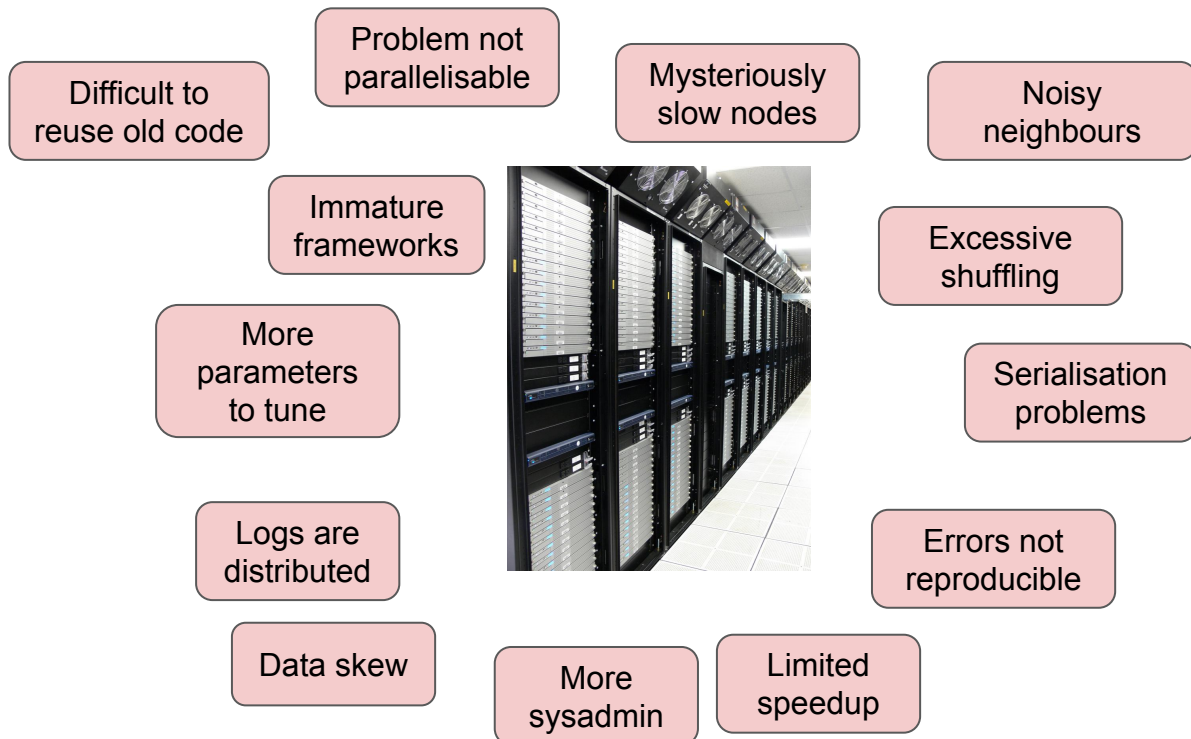 Problem not
parallelisable
Difficult to
reuse old code
Mysteriously
slow nodes
Noisy
neighbours
Immature
frameworks
Excessive
shuffling
More
parameters
to tune
Serialisation
problems
Logs are
distributed
Errors not
reproducible
Data skew
More
sysadmin
Limited
speedup